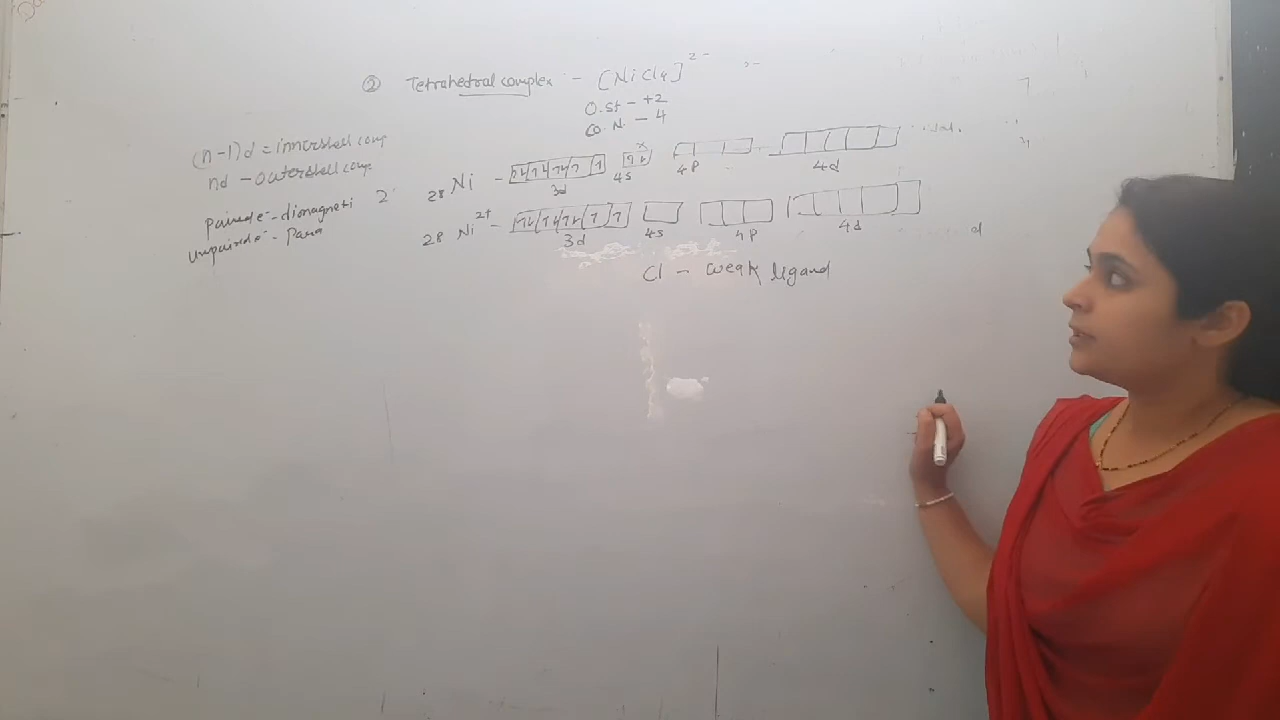 ② Tetrahedral complex :- [NiCl4]2- :-
O.St - +2
Co.N. - 4
(n-1)d = innershell comp
nd - outershell comp
Paired e- - diamagneti
Unpaired e- - Para
28 Ni -
3d 4s 4p 4d
28 Ni2+ -
3d 4s 4p 4d
Cl - weak ligand